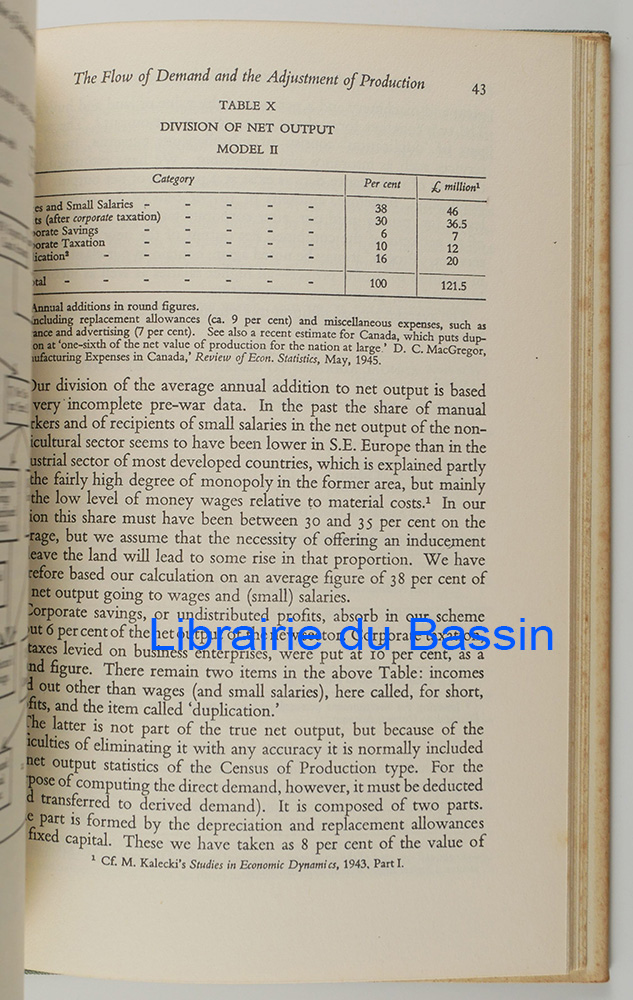 The Flow of Demand and the Adjustment of Production 43
TABLE X
DIVISION OF NET OUTPUT
MODEL II
Category Per cent £ million¹
es and Small Salaries - - - - - 38 46
ts (after corporate taxation) - - - - 30 36.5
orate Savings - - - - - 6 7
orate Taxation - - - - - 10 12
lication² - - - - - - 16 20
tal - - - - - - - 100 121.5
Annual additions in round figures.
ncluding replacement allowances (ca. 9 per cent) and miscellaneous expenses, such as
ance and advertising (7 per cent). See also a recent estimate for Canada, which puts dup-
on at 'one-sixth of the net value of production for the nation at large.' D. C. MacGregor,
ufacturing Expenses in Canada,' Review of Econ. Statistics, May, 1945.
Our division of the average annual addition to net output is based
very incomplete pre-war data. In the past the share of manual
rkers and of recipients of small salaries in the net output of the non-
icultural sector seems to have been lower in S.E. Europe than in the
ustrial sector of most developed countries, which is explained partly
the fairly high degree of monopoly in the former area, but mainly
the low level of money wages relative to material costs.¹ In our
ion this share must have been between 30 and 35 per cent on the
rage, but we assume that the necessity of offering an inducement
leave the land will lead to some rise in that proportion. We have
refore based our calculation on an average figure of 38 per cent of
net output going to wages and (small) salaries.
Corporate savings, or undistributed profits, absorb in our scheme
ut 6 per cent of the net output of the new sector. Corporate taxation,
taxes levied on business enterprises, were put at 10 per cent, as a
nd figure. There remain two items in the above Table: incomes
d out other than wages (and small salaries), here called, for short,
fits, and the item called 'duplication.'
The latter is not part of the true net output, but because of the
iculties of eliminating it with any accuracy it is normally included
net output statistics of the Census of Production type. For the
pose of computing the direct demand, however, it must be deducted
d transferred to derived demand). It is composed of two parts.
e part is formed by the depreciation and replacement allowances
fixed capital. These we have taken as 8 per cent of the value of
¹ Cf. M. Kalecki's Studies in Economic Dynamics, 1943, Part I.
Librairie du Bassin